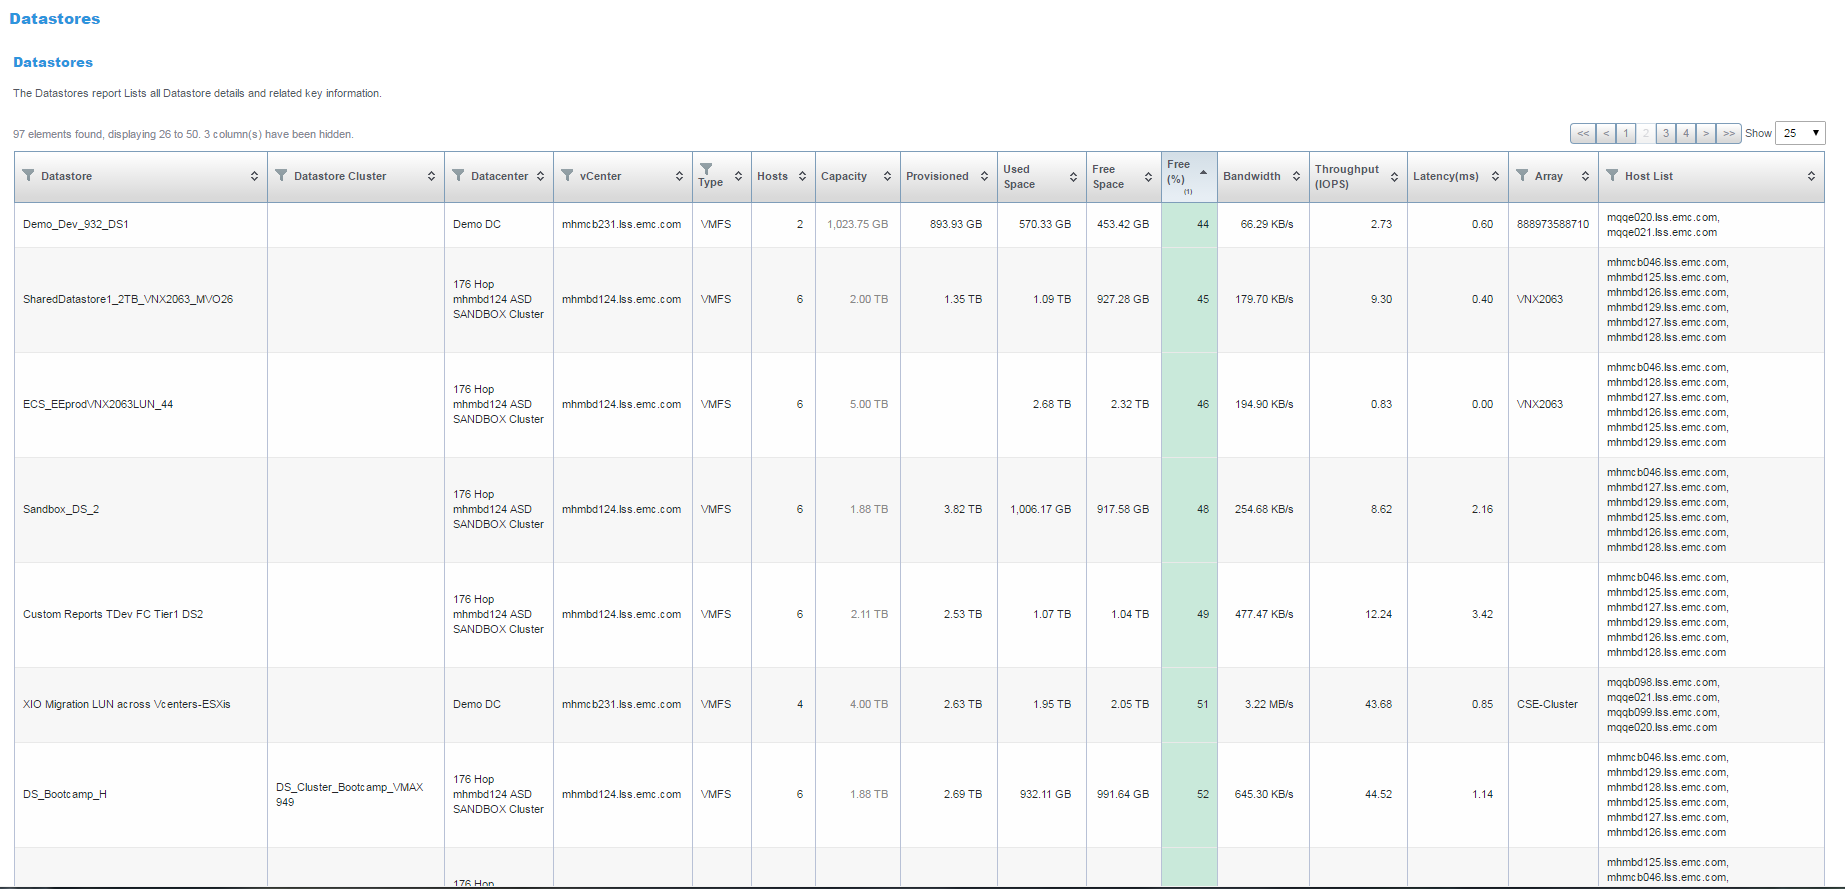 Datastores
Datastores
The Datastores report Lists all Datastore details and related key information.
97 elements found, displaying 26 to 50. 3 column(s) have been hidden.
<< < 1 2 3 4 > >> Show 25
Datastore Datastore Cluster Datacenter vCenter Type Hosts Capacity Provisioned Used Space Free Space Free (%) (1) Bandwidth Throughput (IOPS) Latency(ms) Array Host List
Demo_Dev_932_DS1 Demo DC mhmcb231.lss.emc.com VMFS 2 1,023.75 GB 893.93 GB 570.33 GB 453.42 GB 44 66.29 KB/s 2.73 0.60 888973588710
mqqe020.lss.emc.com,
mqqe021.lss.emc.com
SharedDatastore1_2TB_VNX2063_MVO26
176 Hop
mhmbd124 ASD
SANDBOX Cluster
mhmbd124.lss.emc.com VMFS 6 2.00 TB 1.35 TB 1.09 TB 927.28 GB 45 179.70 KB/s 9.30 0.40 VNX2063
mhmcb046.lss.emc.com,
mhmbd125.lss.emc.com,
mhmbd126.lss.emc.com,
mhmbd129.lss.emc.com,
mhmbd127.lss.emc.com,
mhmbd128.lss.emc.com
ECS_EEprodVNX2063LUN_44
176 Hop
mhmbd124 ASD
SANDBOX Cluster
mhmbd124.lss.emc.com VMFS 6 5.00 TB 2.68 TB 2.32 TB 46 194.90 KB/s 0.83 0.00 VNX2063
mhmcb046.lss.emc.com,
mhmbd128.lss.emc.com,
mhmbd127.lss.emc.com,
mhmbd126.lss.emc.com,
mhmbd125.lss.emc.com,
mhmbd129.lss.emc.com
Sandbox_DS_2
176 Hop
mhmbd124 ASD
SANDBOX Cluster
mhmbd124.lss.emc.com VMFS 6 1.88 TB 3.82 TB 1,006.17 GB 917.58 GB 48 254.68 KB/s 8.62 2.16
mhmcb046.lss.emc.com,
mhmbd127.lss.emc.com,
mhmbd129.lss.emc.com,
mhmbd125.lss.emc.com,
mhmbd126.lss.emc.com,
mhmbd128.lss.emc.com
Custom Reports TDev FC Tier1 DS2
176 Hop
mhmbd124 ASD
SANDBOX Cluster
mhmbd124.lss.emc.com VMFS 6 2.11 TB 2.53 TB 1.07 TB 1.04 TB 49 477.47 KB/s 12.24 3.42
mhmcb046.lss.emc.com,
mhmbd125.lss.emc.com,
mhmbd127.lss.emc.com,
mhmbd129.lss.emc.com,
mhmbd126.lss.emc.com,
mhmbd128.lss.emc.com
XIO Migration LUN across Vcenters-ESXis Demo DC mhmcb231.lss.emc.com VMFS 4 4.00 TB 2.63 TB 1.95 TB 2.05 TB 51 3.22 MB/s 43.68 0.85 CSE-Cluster
mqqb098.lss.emc.com,
mqqe021.lss.emc.com,
mqqb099.lss.emc.com,
mqqe020.lss.emc.com
DS_Bootcamp_H
DS_Cluster_Bootcamp_VMAX
949
176 Hop
mhmbd124 ASD
SANDBOX Cluster
mhmbd124.lss.emc.com VMFS 6 1.88 TB 2.69 TB 932.11 GB 991.64 GB 52 645.30 KB/s 44.52 1.14
mhmcb046.lss.emc.com,
mhmbd129.lss.emc.com,
mhmbd128.lss.emc.com,
mhmbd125.lss.emc.com,
mhmbd127.lss.emc.com,
mhmbd126.lss.emc.com
176 Hop
mhmbd125.lss.emc.com,
mhmcb046.lss.emc.com,